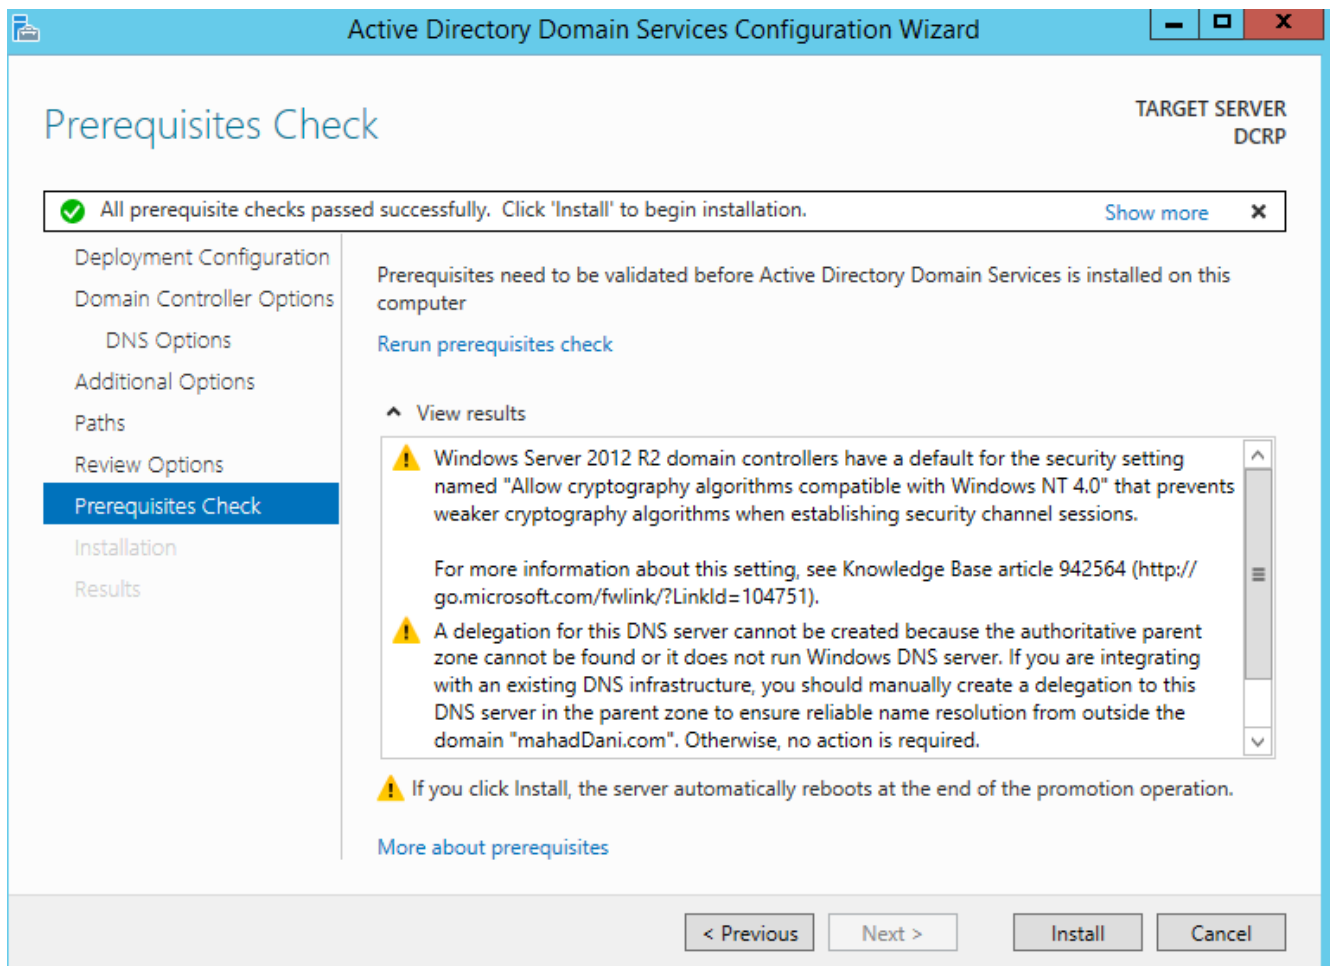 Active Directory Domain Services Configuration Wizard
Prerequisites Check
TARGET SERVER
DCRP
All prerequisite checks passed successfully.  Click 'Install' to begin installation.
Show more
Deployment Configuration
Domain Controller Options
DNS Options
Additional Options
Paths
Review Options
Prerequisites Check
Installation
Results
Prerequisites need to be validated before Active Directory Domain Services is installed on this
computer
Rerun prerequisites check
View results
Windows Server 2012 R2 domain controllers have a default for the security setting
named "Allow cryptography algorithms compatible with Windows NT 4.0" that prevents
weaker cryptography algorithms when establishing security channel sessions.
For more information about this setting, see Knowledge Base article 942564 (http://
go.microsoft.com/fwlink/?LinkId=104751).
A delegation for this DNS server cannot be created because the authoritative parent
zone cannot be found or it does not run Windows DNS server. If you are integrating
with an existing DNS infrastructure, you should manually create a delegation to this
DNS server in the parent zone to ensure reliable name resolution from outside the
domain "mahadDani.com". Otherwise, no action is required.
If you click Install, the server automatically reboots at the end of the promotion operation.
More about prerequisites
< Previous
Next >
Install
Cancel